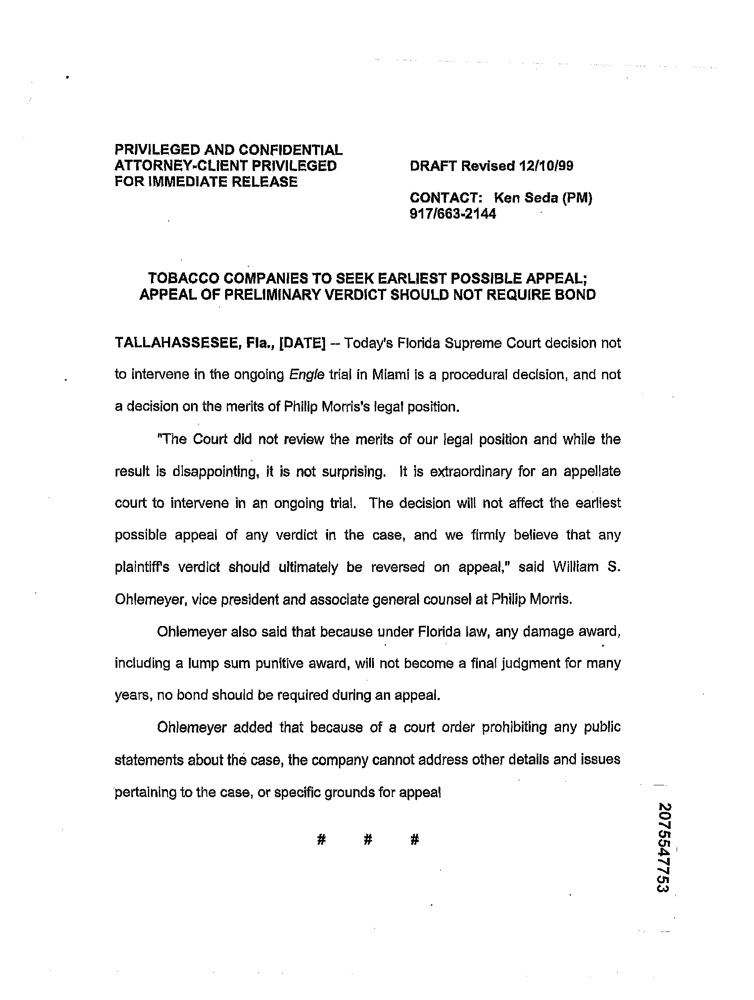 PRIVILEGED AND CONFIDENTIAL
ATTORNEY-CLIENT PRIVILEGED
FOR IMMEDIATE RELEASE
DRAFT Revised 12/10/99
CONTACT: Ken Seda (PM)
917/663-2144
TOBACCO COMPANIES TO SEEK EARLIEST POSSIBLE APPEAL;
APPEAL OF PRELIMINARY VERDICT SHOULD NOT REQUIRE BOND
TALLAHASSESEE, Fla., [DATE] -- Today's Florida Supreme Court decision not
to intervene in the ongoing Engle trial in Miami is a procedural decision, and not
a decision on the merits of Philip Morris's legal position.
"The Court did not review the merits of our legal position and while the
result is disappointing, it is not surprising. It is extraordinary for an appellate
court to intervene in an ongoing trial. The decision will not affect the earliest
possible appeal of any verdict in the case, and we firmly believe that any
plaintiff's verdict should ultimately be reversed on appeal," said William S.
Ohlemeyer, vice president and associate general counsel at Philip Morris.
Ohlemeyer also said that because under Florida law, any damage award,
including a lump sum punitive award, will not become a final judgment for many
years, no bond should be required during an appeal.
Ohlemeyer added that because of a court order prohibiting any public
statements about the case, the company cannot address other details and issues
pertaining to the case, or specific grounds for appeal
# # #
2075547753